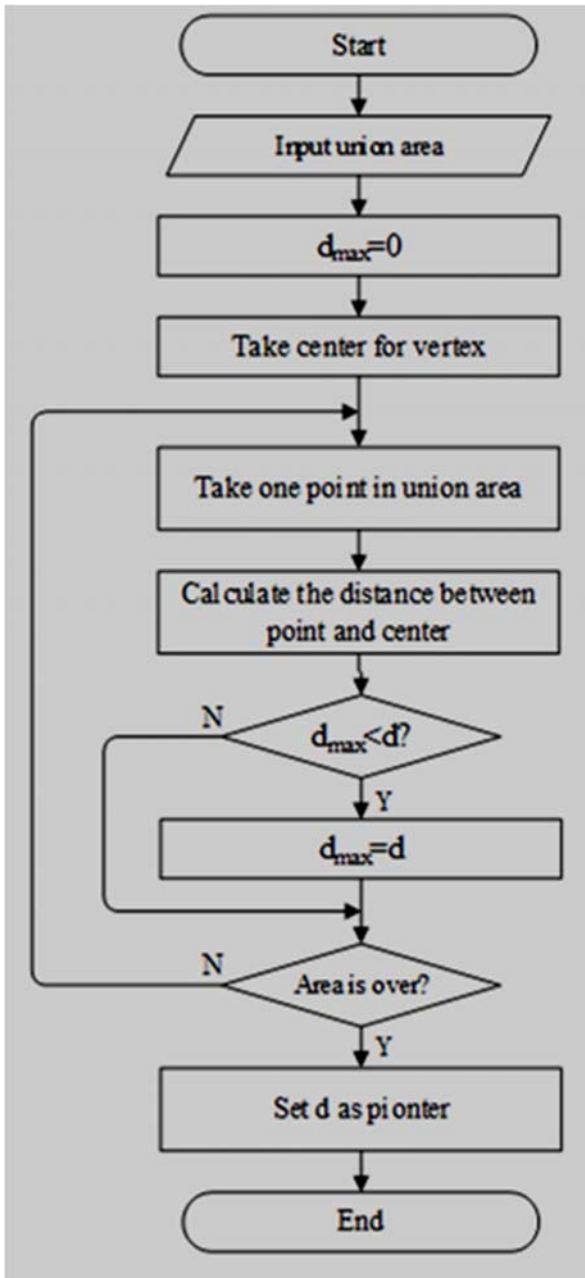 Start
Input union area
dmax=0
Take center for vertex
Take one point in union area
Calculate the distance between
point and center
N
dmax<d?
Y
dmax=d
N
Area is over?
Y
Set d as pionter
End